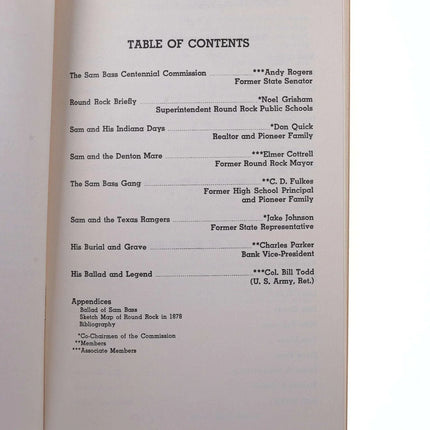 TABLE OF CONTENTS
The Sam Bass Centennial Commission ***Andy Rogers
Former State Senator
Round Rock Briefly *Noel Grisham
Superintendent Round Rock Public Schools
Sam and His Indiana Days *Don Quick
Realtor and Pioneer Family
Sam and the Denton Mare ***Elmer Cottrell
Former Round Rock Mayor
The Sam Bass Gang **C. D. Fulkes
Former High School Principal
and Pioneer Family
Sam and the Texas Rangers *Jake Johnson
Former State Representative
His Burial and Grave **Charles Parker
Bank Vice-President
His Ballad and Legend ***Col. Bill Todd
(U. S. Army, Ret.)
Appendices
Ballad of Sam Bass
Sketch Map of Round Rock in 1878
Bibliography
*Co-Chairmen of the Commission
**Members
***Associate Members